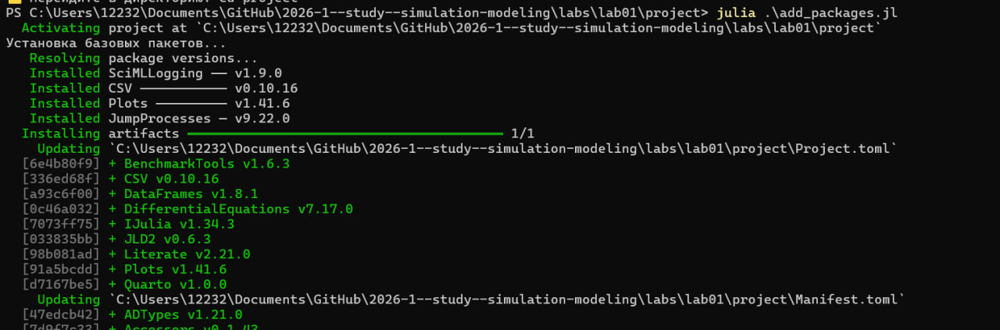 Перейдите в директорию: cd project
PS C:\Users\12232\Documents\GitHub\2026-1--study--simulation-modeling\labs\lab01\project> julia .\add_packages.jl
Activating project at `C:\Users\12232\Documents\GitHub\2026-1--study--simulation-modeling\labs\lab01\project`
Установка базовых пакетов...
Resolving package versions...
Installed SciMLLogging ── v1.9.0
Installed CSV ─────────── v0.10.16
Installed Plots ───────── v1.41.6
Installed JumpProcesses ─ v9.22.0
Installing artifacts ━━━━━━━━━━━━━━━━━━━━━━━━━━━━━━━━━━━━━━━━ 1/1
Updating `C:\Users\12232\Documents\GitHub\2026-1--study--simulation-modeling\labs\lab01\project\Project.toml`
[6e4b80f9] + BenchmarkTools v1.6.3
[336ed68f] + CSV v0.10.16
[a93c6f00] + DataFrames v1.8.1
[0c46a032] + DifferentialEquations v7.17.0
[7073ff75] + IJulia v1.34.3
[033835bb] + JLD2 v0.6.3
[98b081ad] + Literate v2.21.0
[91a5bcdd] + Plots v1.41.6
[d7167be5] + Quarto v1.0.0
Updating `C:\Users\12232\Documents\GitHub\2026-1--study--simulation-modeling\labs\lab01\project\Manifest.toml`
[47edcb42] + ADTypes v1.21.0
[7d9f7c33] + Accessors v0.1.43